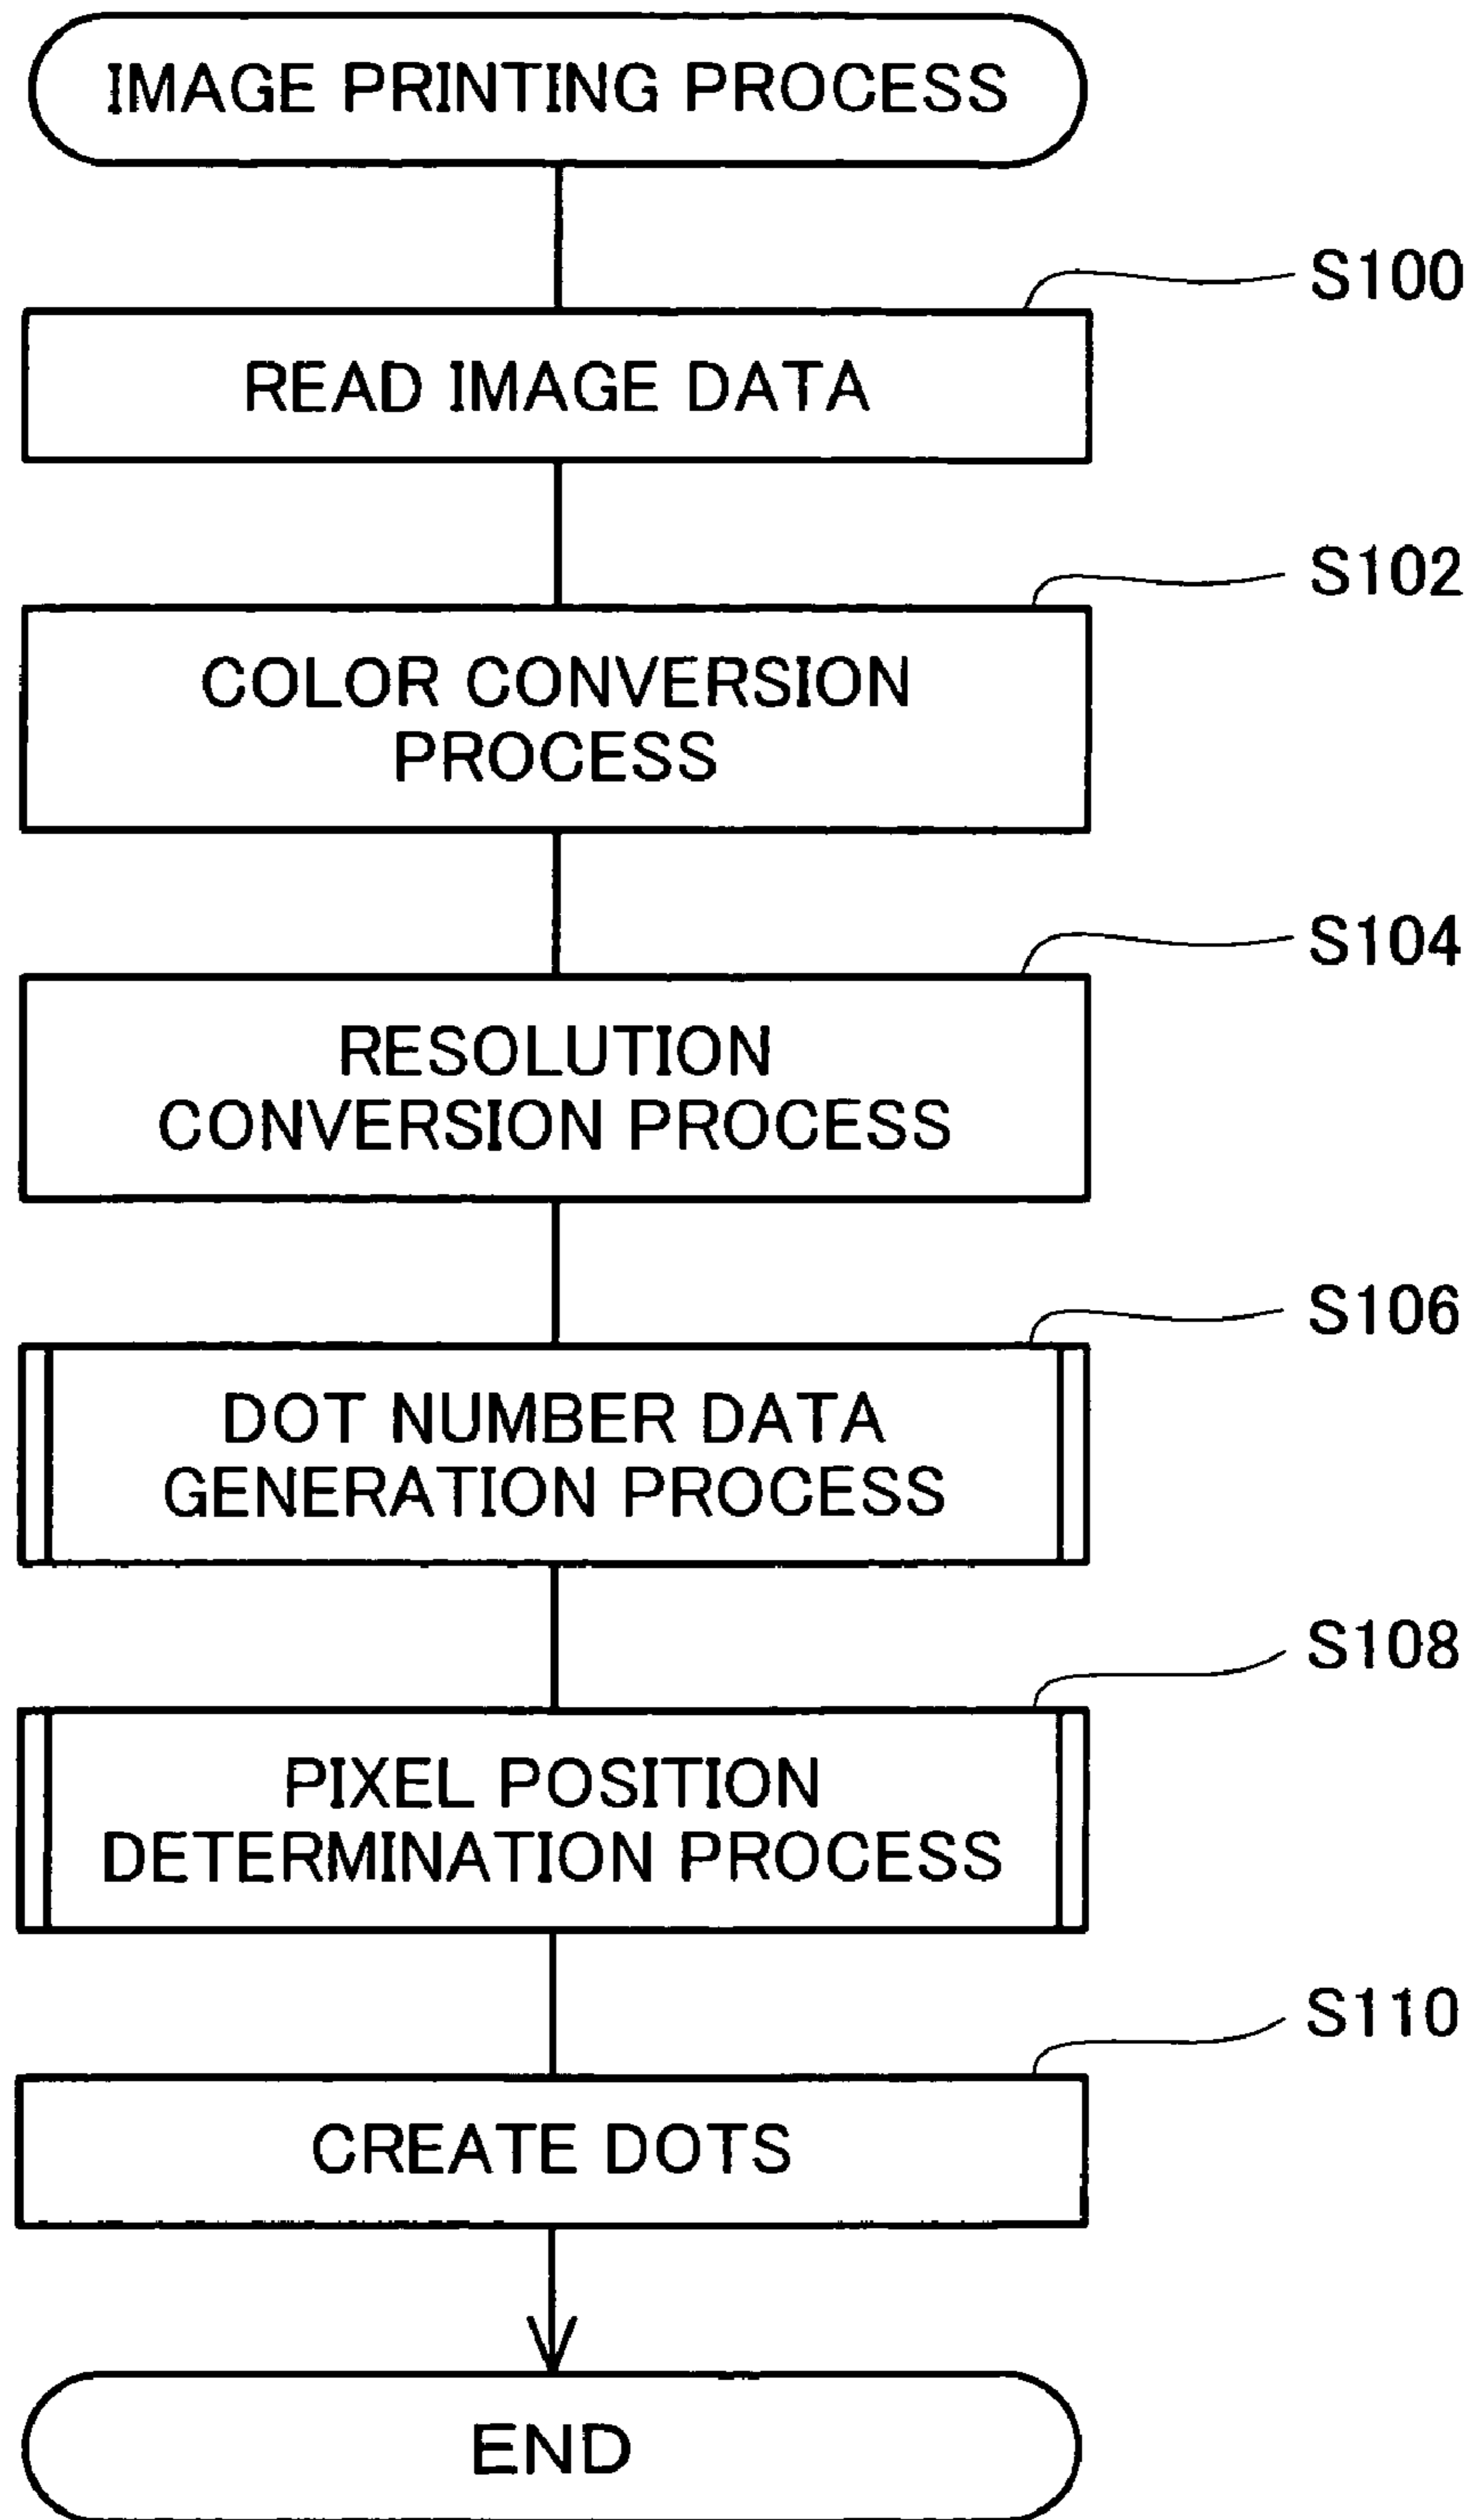 IMAGE PRINTING PROCESS
S100
READ IMAGE DATA
S102
COLOR CONVERSION
PROCESS
S104
RESOLUTION
CONVERSION PROCESS
S106
DOT NUMBER DATA
GENERATION PROCESS
S108
PIXEL POSITION
DETERMINATION PROCESS
S110
CREATE DOTS
END